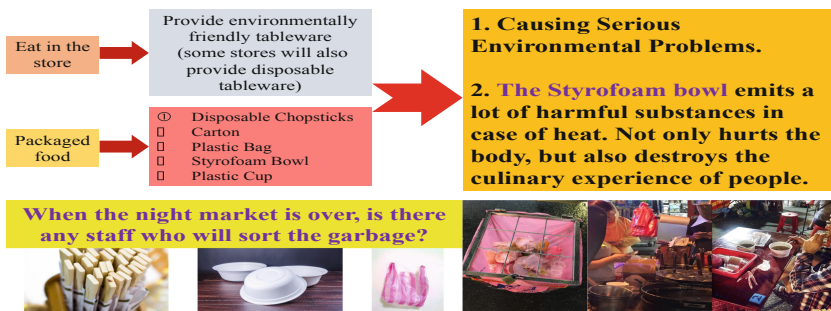 Eat in the
store
Provide environmentally
friendly tableware
(some stores will also
provide disposable
tableware)
Packaged
food
① Disposable Chopsticks
▯ Carton
▯ Plastic Bag
▯ Styrofoam Bowl
▯ Plastic Cup
1. Causing Serious
Environmental Problems.
2. The Styrofoam bowl emits a
lot of harmful substances in
case of heat. Not only hurts the
body, but also destroys the
culinary experience of people.
When the night market is over, is there
any staff who will sort the garbage?